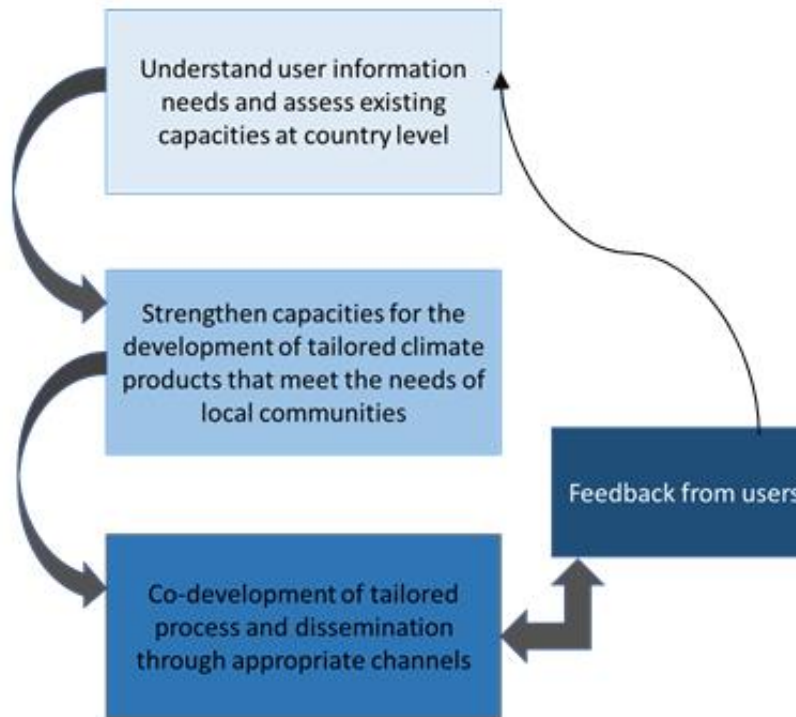 Understand user information
needs and assess existing
capacities at country level
Strengthen capacities for the
development of tailored climate
products that meet the needs of
local communities
Feedback from users
Co-development of tailored
process and dissemination
through appropriate channels